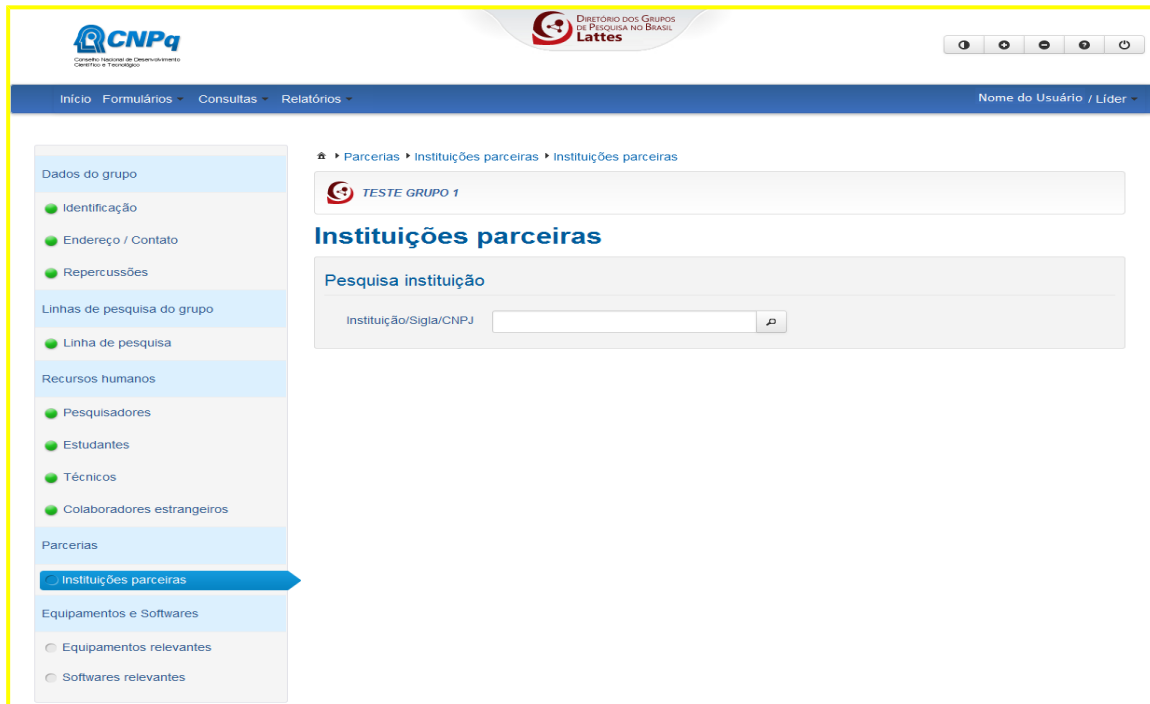 CNPq
Conselho Nacional de Desenvolvimento
Científico e Tecnológico
DIRETÓRIO DOS GRUPOS
DE PESQUISA NO BRASIL
Lattes
Início Formulários Consultas Relatórios
Nome do Usuário / Líder
Parcerias Instituições parceiras Instituições parceiras
TESTE GRUPO 1
Instituições parceiras
Pesquisa instituição
Instituição/Sigla/CNPJ
Dados do grupo
Identificação
Endereço / Contato
Repercussões
Linhas de pesquisa do grupo
Linha de pesquisa
Recursos humanos
Pesquisadores
Estudantes
Técnicos
Colaboradores estrangeiros
Parcerias
Instituições parceiras
Equipamentos e Softwares
Equipamentos relevantes
Softwares relevantes